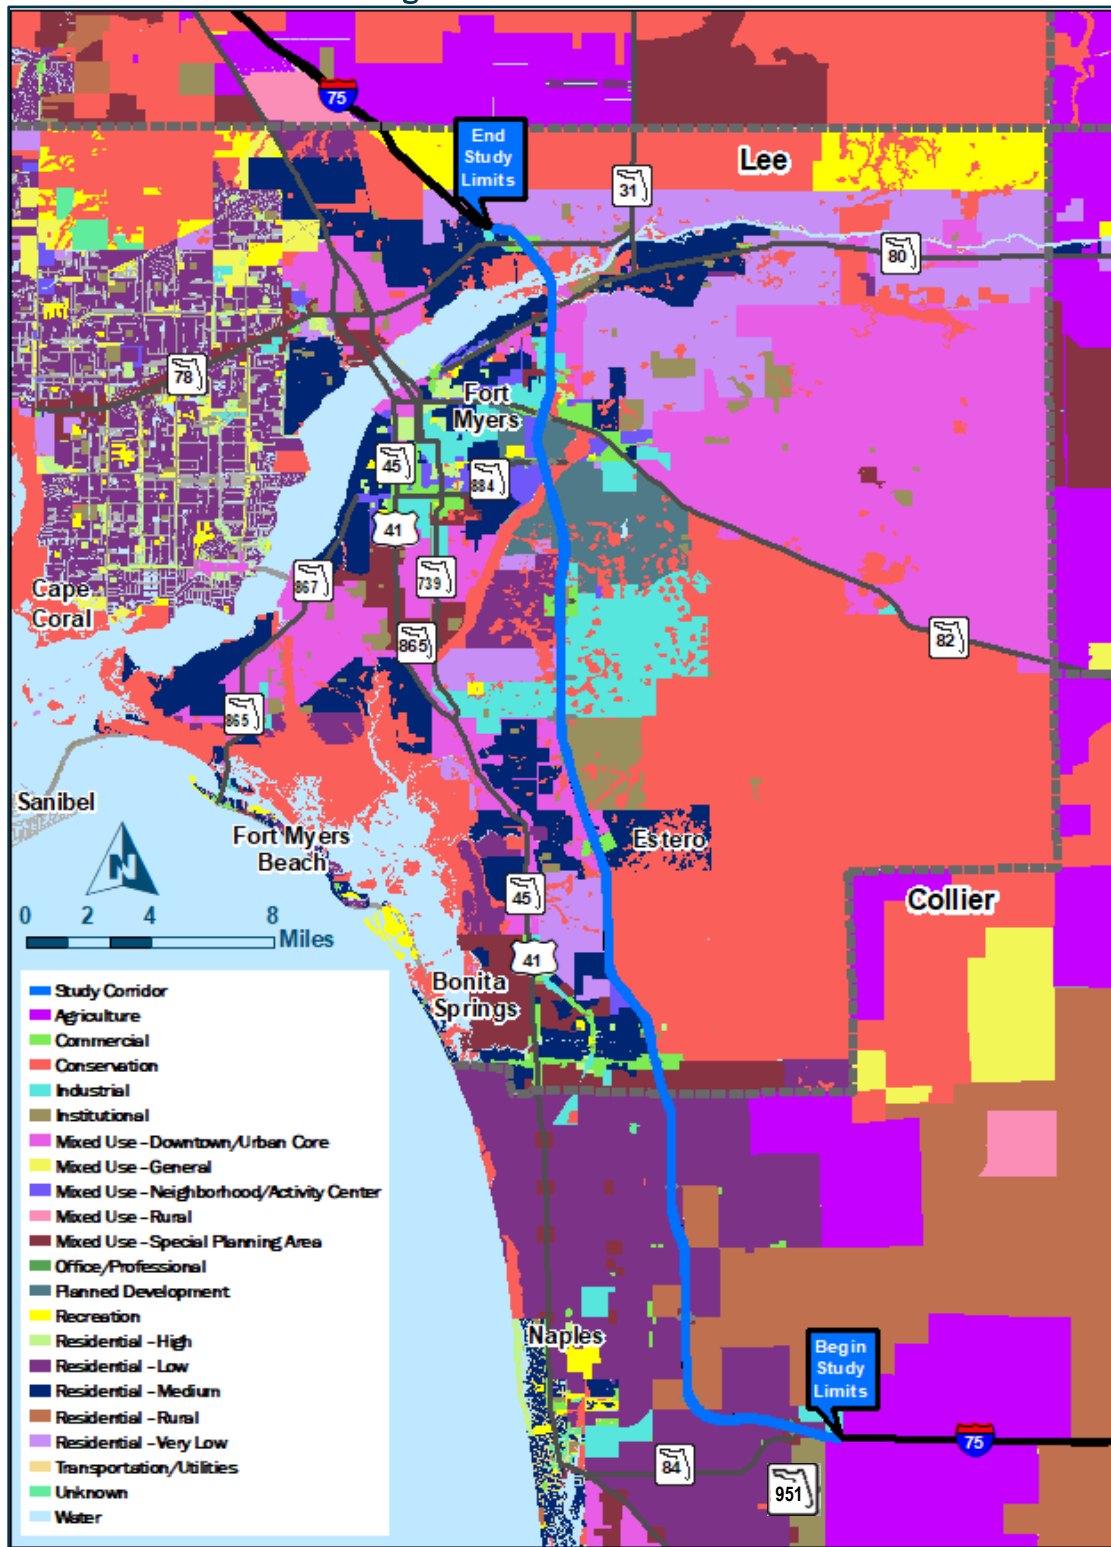 75
End
Study
Limits
Lee
31
80
78
Fort
Myers
45
884
41
Cape
Coral
867
739
865
82
865
Sanibel
Fort Myers
Beach
Estero
N
0 2 4 8
Miles
45
Collier
41
Bonita
Springs
Study Corridor
Agriculture
Commercial
Conservation
Industrial
Institutional
Mixed Use - Downtown/Urban Core
Mixed Use - General
Mixed Use - Neighborhood/Activity Center
Mixed Use - Rural
Mixed Use - Special Planning Area
Office/Professional
Planned Development
Recreation
Residential - High
Residential - Low
Residential - Medium
Residential - Rural
Residential - Very Low
Transportation/Utilities
Unknown
Water
Naples
Begin
Study
Limits
75
84
951